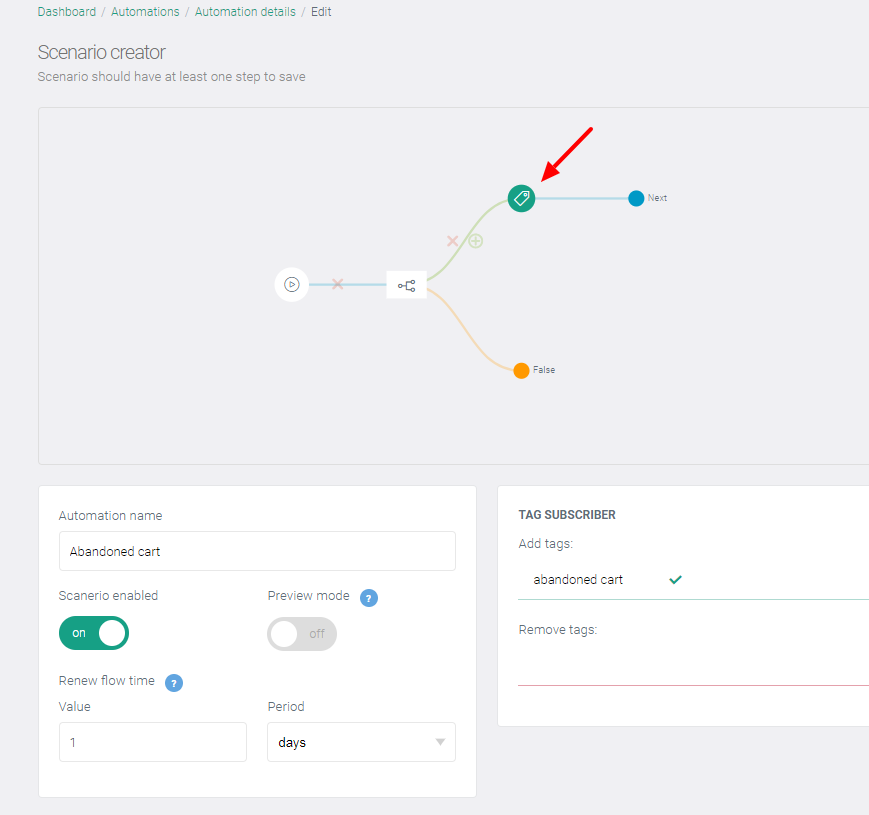 Dashboard / Automations / Automation details / Edit
Scenario creator
Scenario should have at least one step to save
Next
False
Automation name
Abandoned cart
Scanerio enabled
Preview mode ?
on
off
Renew flow time ?
Value
Period
1
days
TAG SUBSCRIBER
Add tags:
abandoned cart
Remove tags: